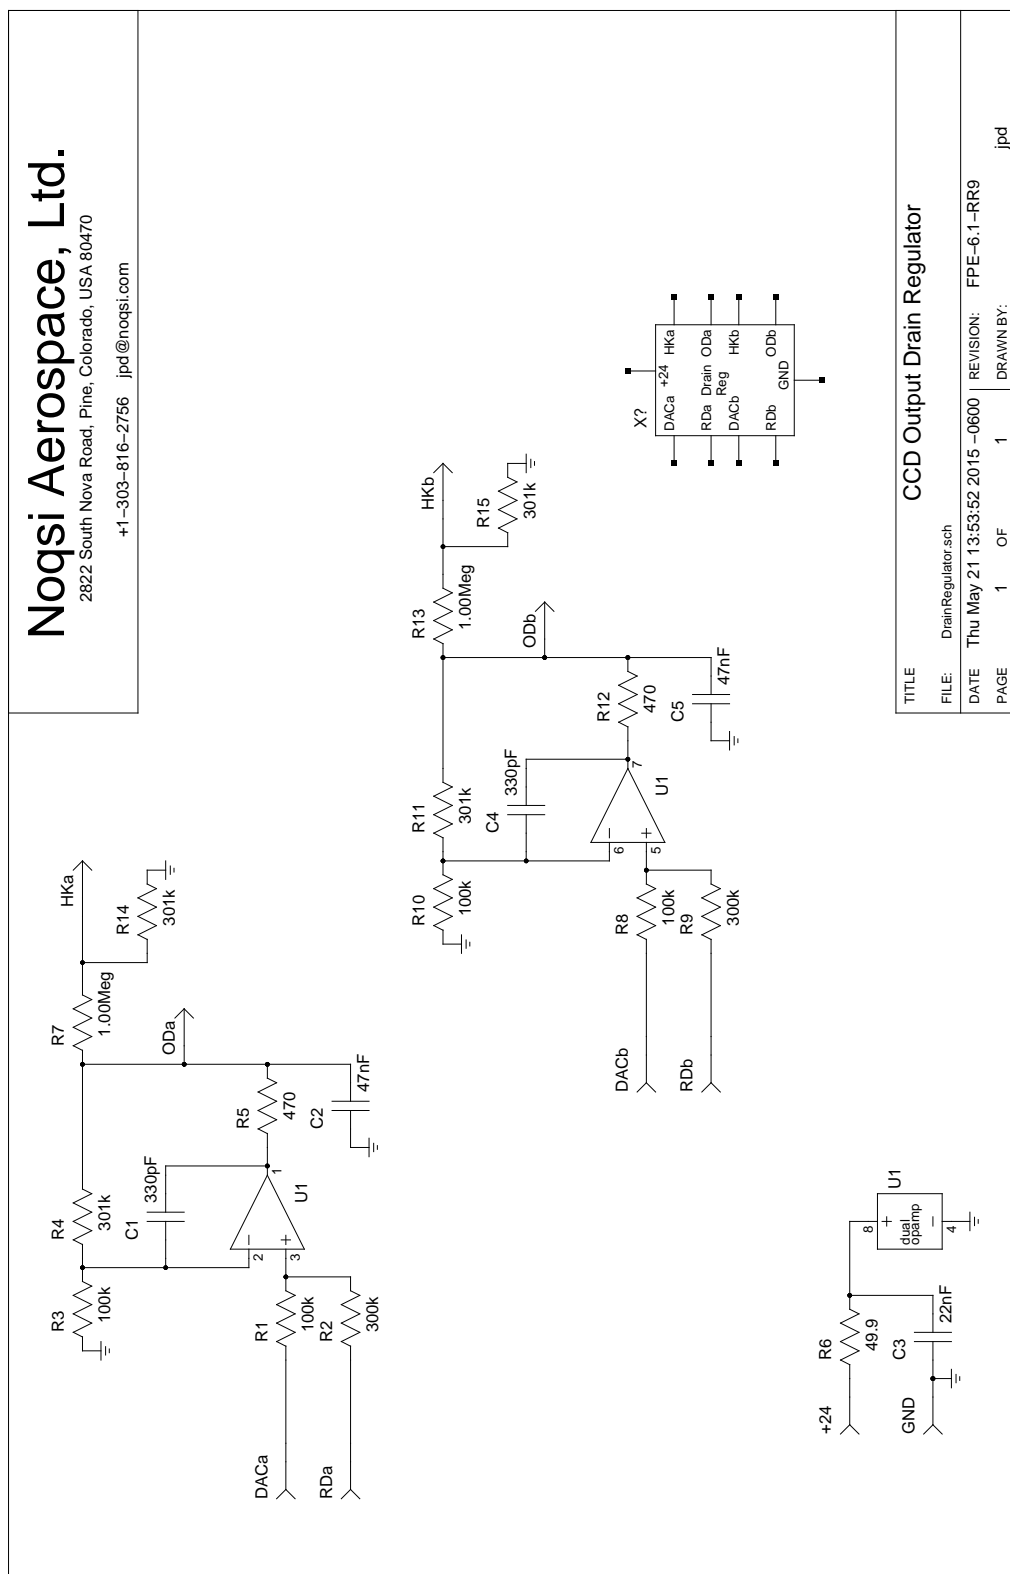 Noqsi Aerospace, Ltd.
2822 South Nova Road, Pine, Colorado, USA 80470
+1−303−816−2756 jpd@noqsi.com
R3
100k
R4
301k
R7
1.00Meg
HKa
R14
301k
C1
330pF
ODa
2
3
1
U1
R5
470
C2
47nF
DACa
R1
100k
RDa
R2
300k
R10
100k
R11
301k
R13
1.00Meg
HKb
R15
301k
C4
330pF
ODb
6
5
7
U1
R12
470
C5
47nF
DACb
R8
100k
RDb
R9
300k
X?
DACa +24 HKa
RDa Drain ODa
Reg
DACb HKb
RDb GND ODb
+24
R6
49.9
GND
C3
22nF
8
4
dual
opamp
U1
TITLE
CCD Output Drain Regulator
FILE: DrainRegulator.sch
DATE Thu May 21 13:53:52 2015 −0600 REVISION: FPE−6.1−RR9
PAGE 1 OF 1 DRAWN BY: jpd